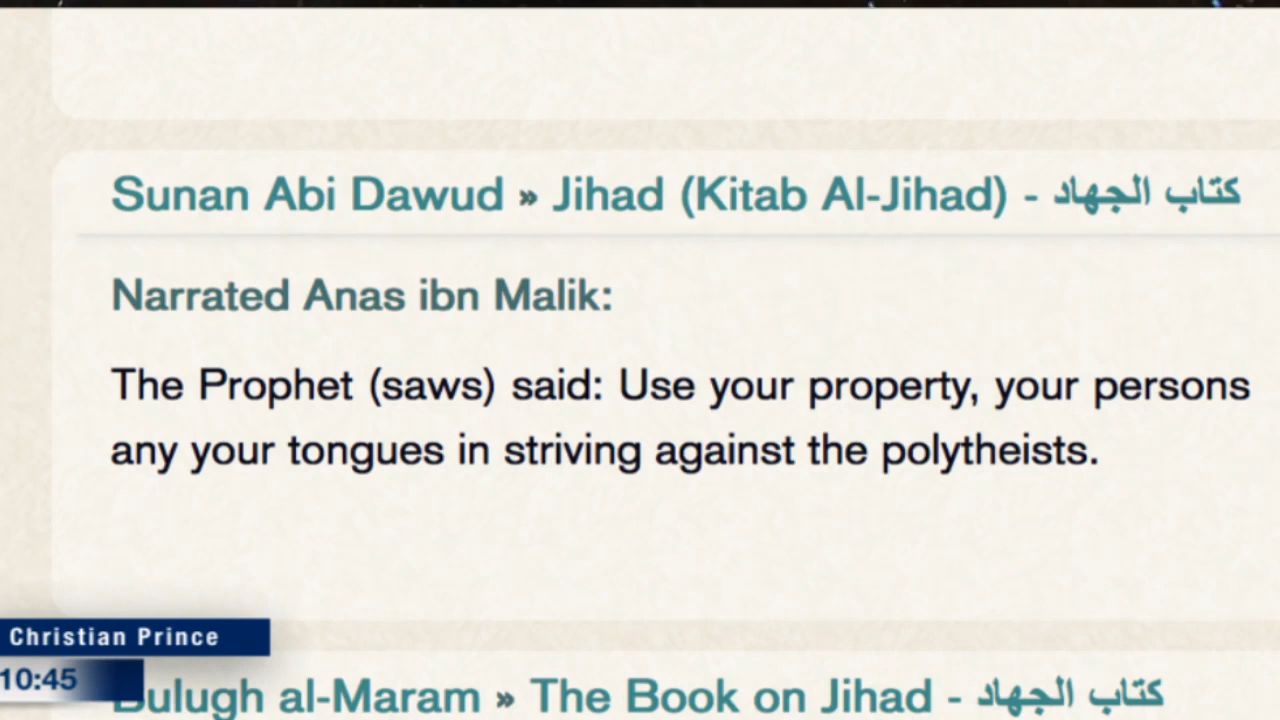 Sunan Abi Dawud » Jihad (Kitab Al-Jihad) - كتاب الجهاد
Narrated Anas ibn Malik:
The Prophet (saws) said: Use your property, your persons
any your tongues in striving against the polytheists.
Christian Prince
10:45
Bulugh al-Maram » The Book on Jihad - كتاب الجهاد